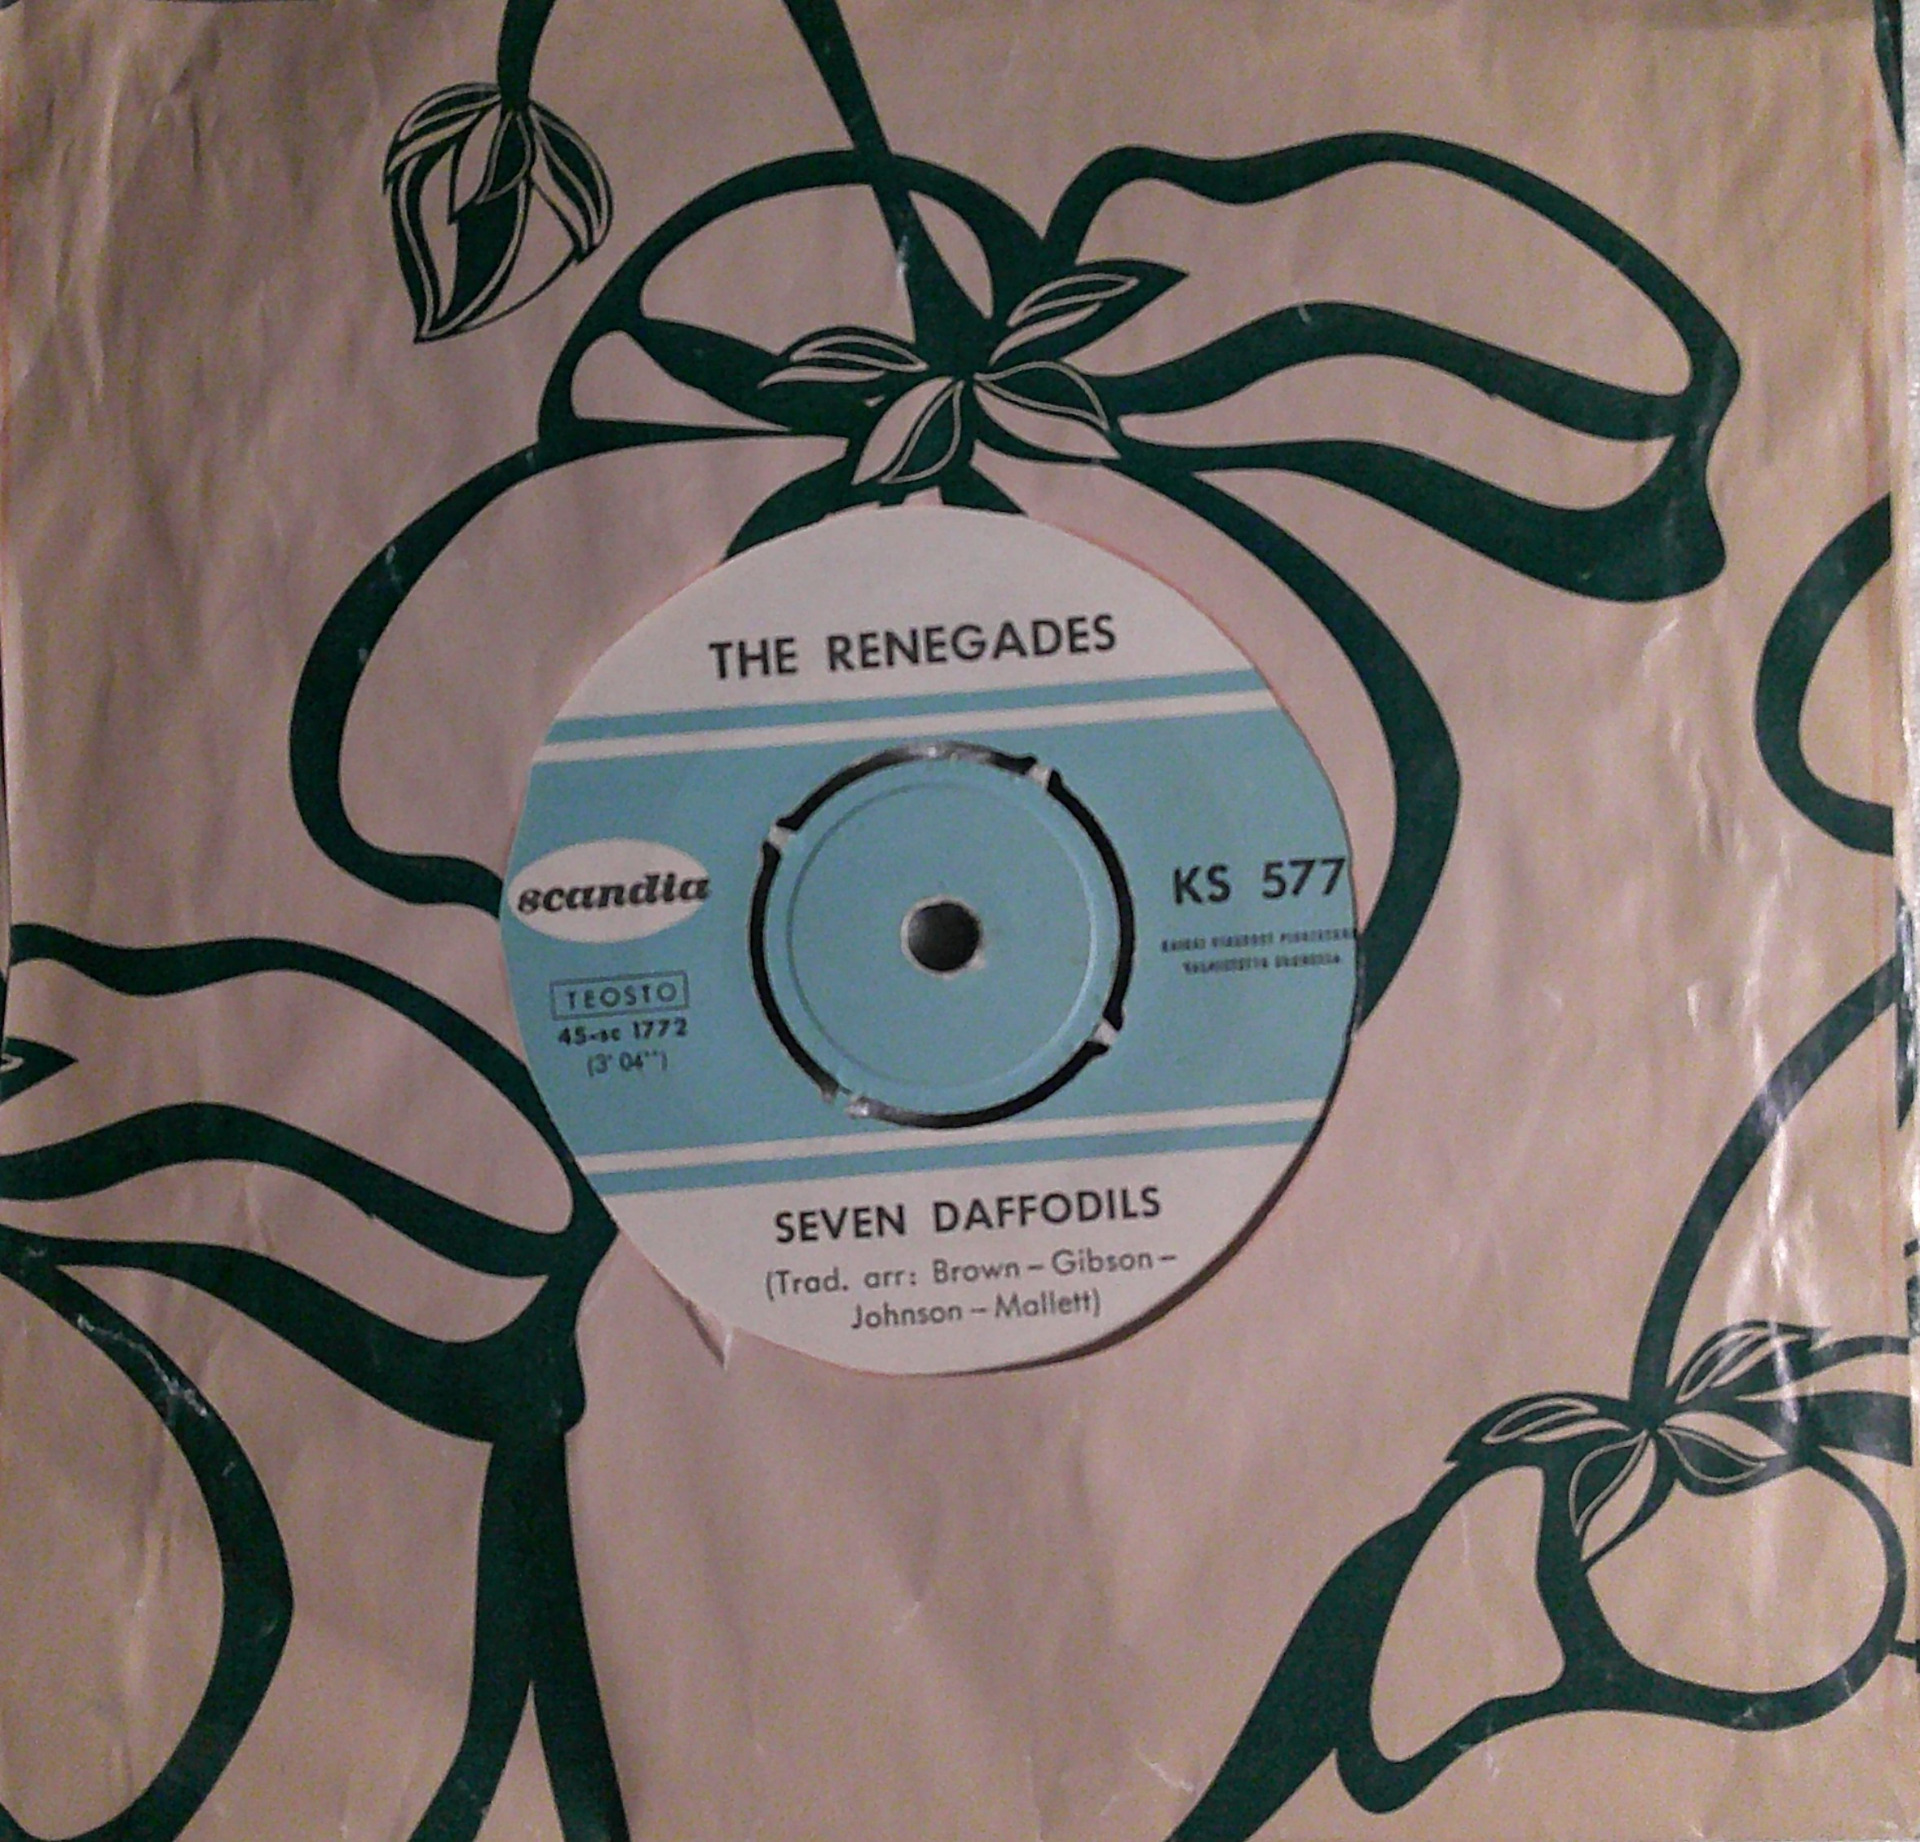 THE RENEGADES
scandia
KS 577
TEOSTO
45-sc 1772
(3' 04'')
SEVEN DAFFODILS
(Trad. arr: Brown – Gibson –
Johnson – Mallett)